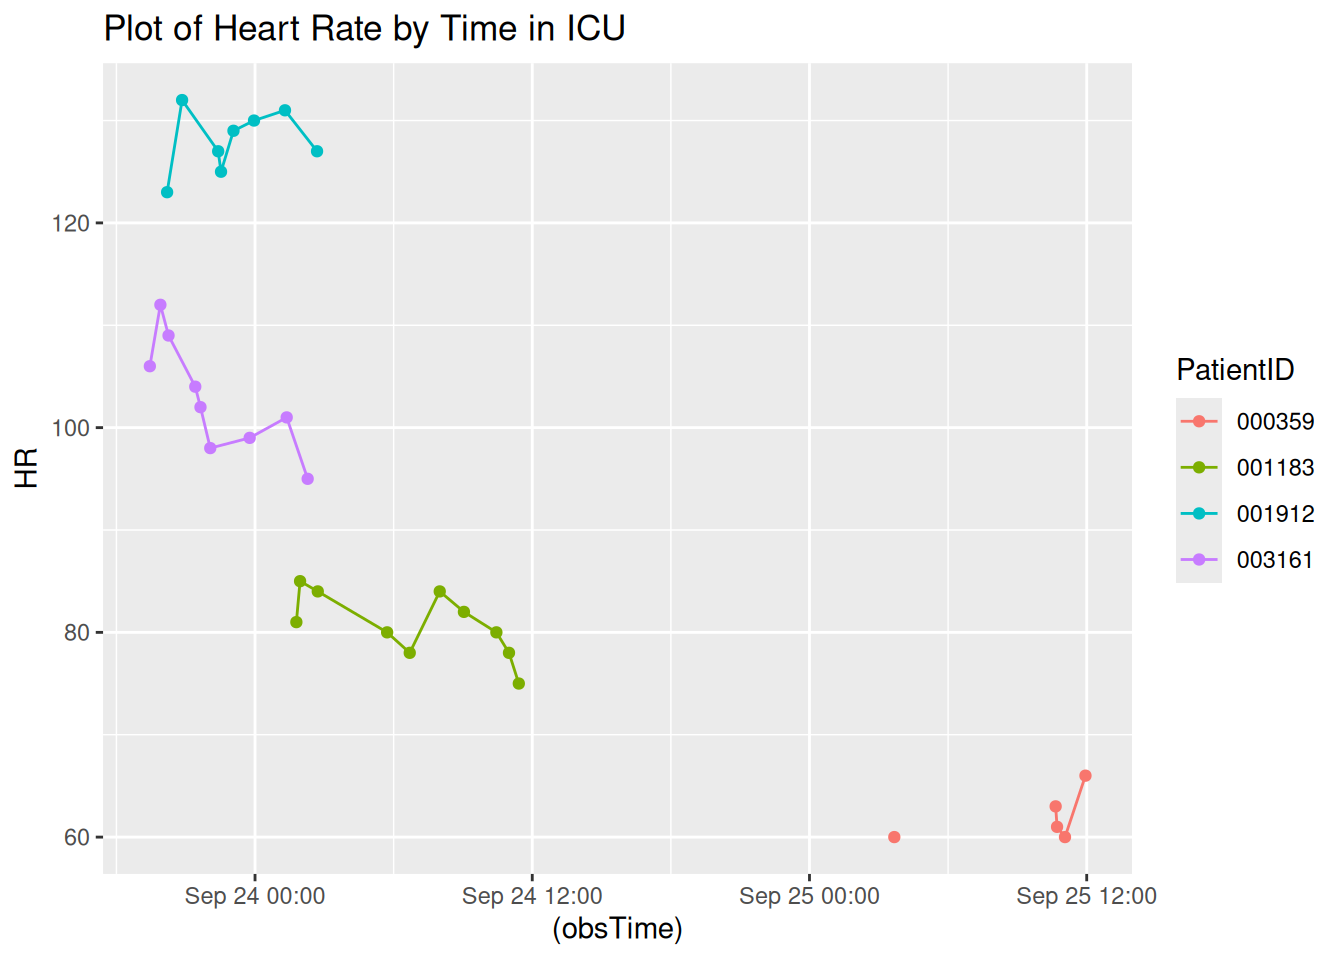 Plot of Heart Rate by Time in ICU
120
100
80
60
HR
Sep 24 00:00
Sep 24 12:00
Sep 25 00:00
Sep 25 12:00
(obsTime)
PatientID
000359
001183
001912
003161